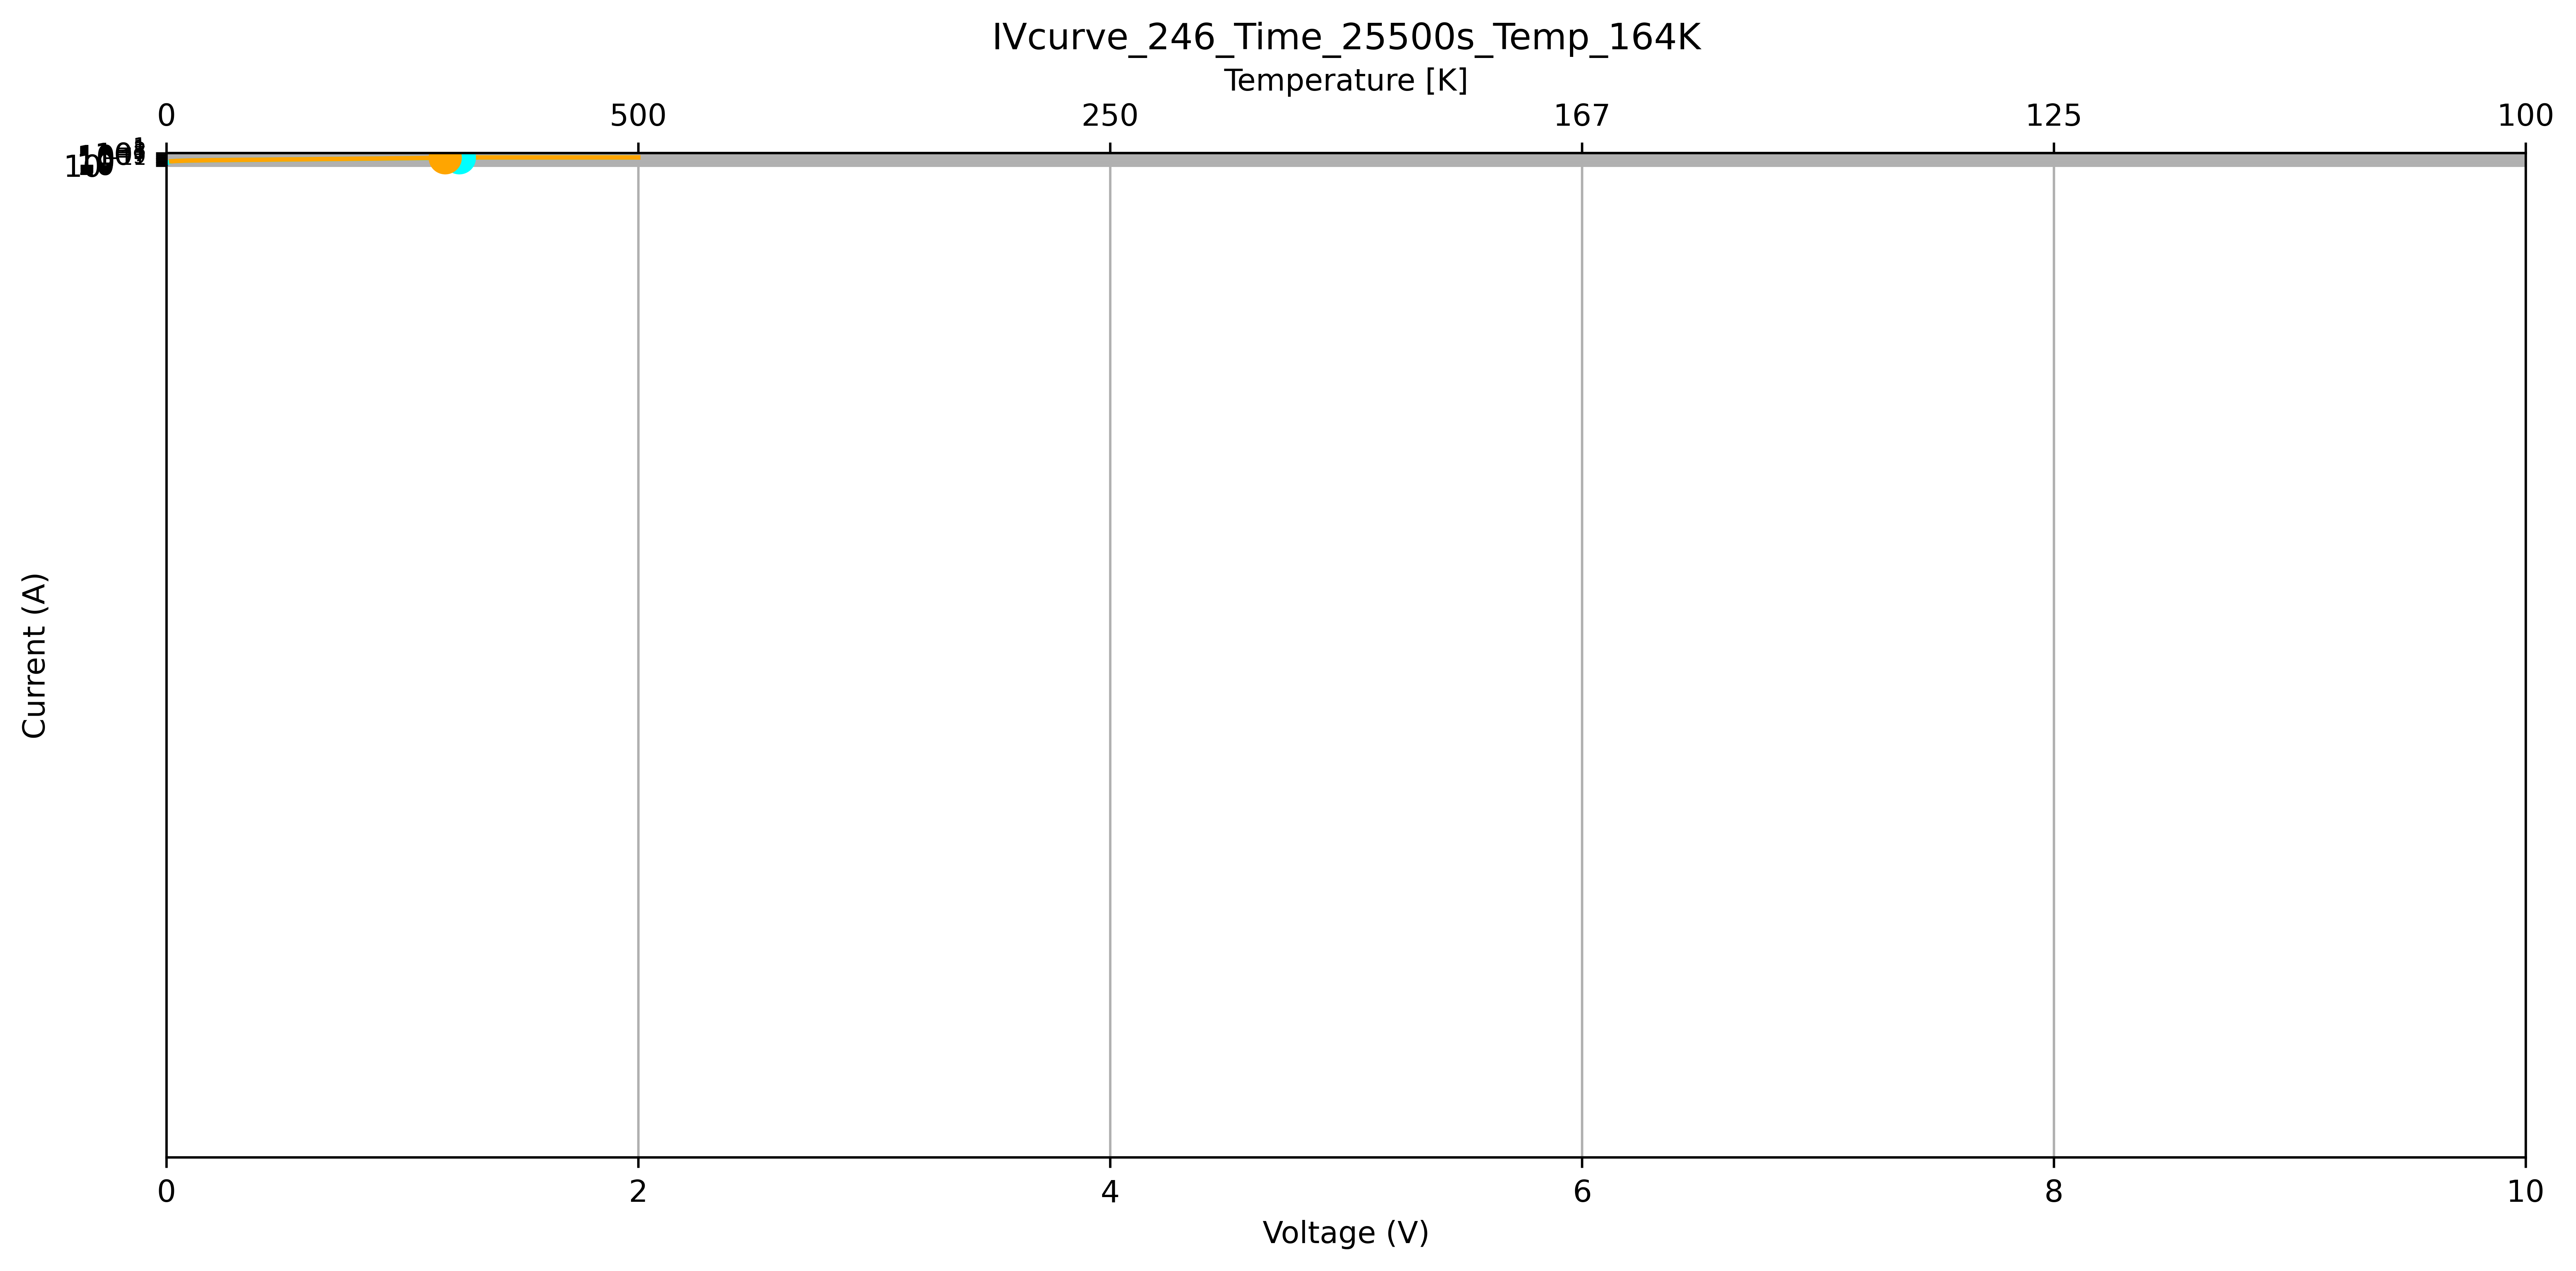 IVcurve_246_Time_25500s_Temp_164K
Temperature [K]
0 500 250 167 125 100
Current (A)
0 2 4 6 8 10
Voltage (V)